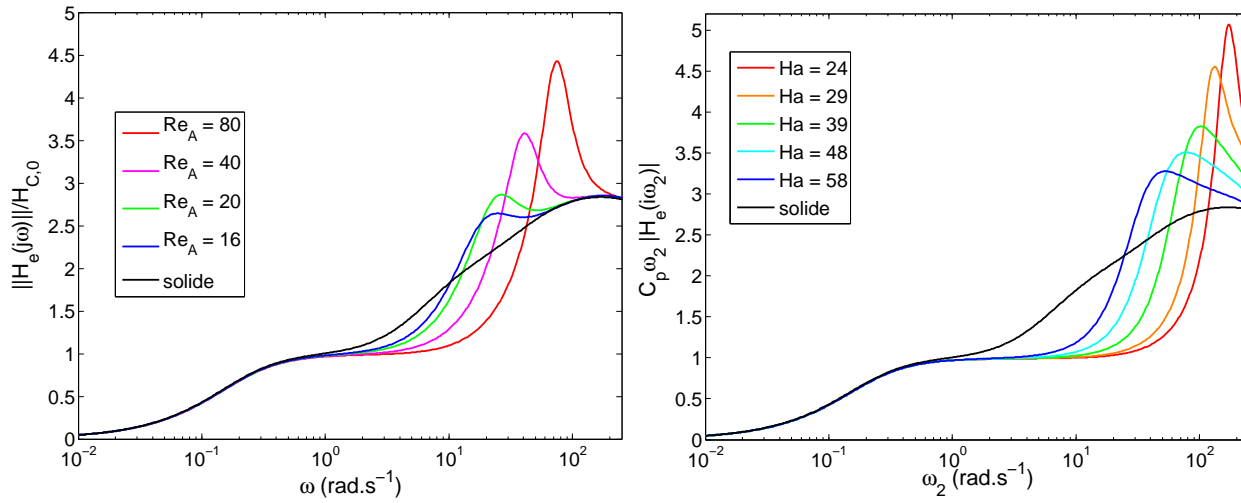 ||H_e(jω)||/H_{C,0}
5
4.5
4
3.5
3
2.5
2
1.5
1
0.5
0
Re_A = 80
Re_A = 40
Re_A = 20
Re_A = 16
solide
10^{-2}
10^{-1}
10^0
10^1
10^2
ω (rad.s^{-1})
C_p ω_2 |H_e(iω_2)|
5
4.5
4
3.5
3
2.5
2
1.5
1
0.5
0
Ha = 24
Ha = 29
Ha = 39
Ha = 48
Ha = 58
solide
10^{-2}
10^{-1}
10^0
10^1
10^2
ω_2 (rad.s^{-1})